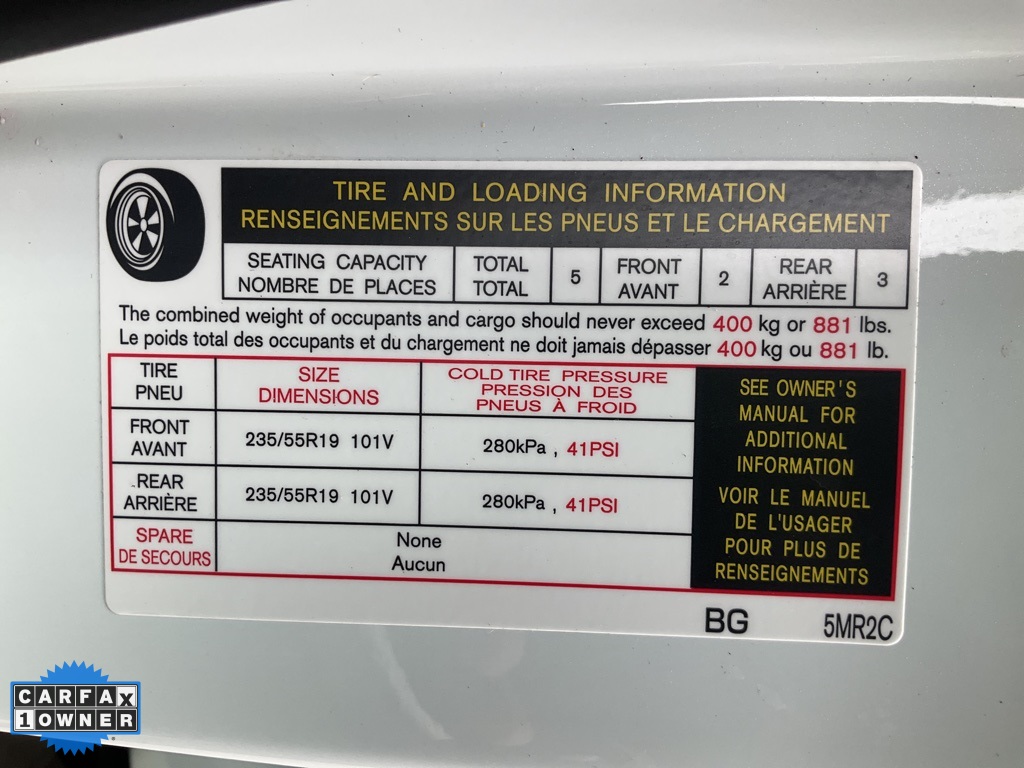 TIRE AND LOADING INFORMATION
RENSEIGNEMENTS SUR LES PNEUS ET LE CHARGEMENT
SEATING CAPACITY
NOMBRE DE PLACES
TOTAL
TOTAL
5
FRONT
AVANT
2
REAR
ARRIÈRE
3
The combined weight of occupants and cargo should never exceed 400 kg or 881 lbs.
Le poids total des occupants et du chargement ne doit jamais dépasser 400 kg ou 881 lb.
TIRE
PNEU
SIZE
DIMENSIONS
COLD TIRE PRESSURE
PRESSION DES
PNEUS À FROID
FRONT
AVANT
235/55R19 101V
280kPa , 41PSI
REAR
ARRIÈRE
235/55R19 101V
280kPa , 41PSI
SPARE
DE SECOURS
None
Aucun
SEE OWNER'S
MANUAL FOR
ADDITIONAL
INFORMATION
VOIR LE MANUEL
DE L'USAGER
POUR PLUS DE
RENSEIGNEMENTS
BG
5MR2C
CARFAX
1 OWNER